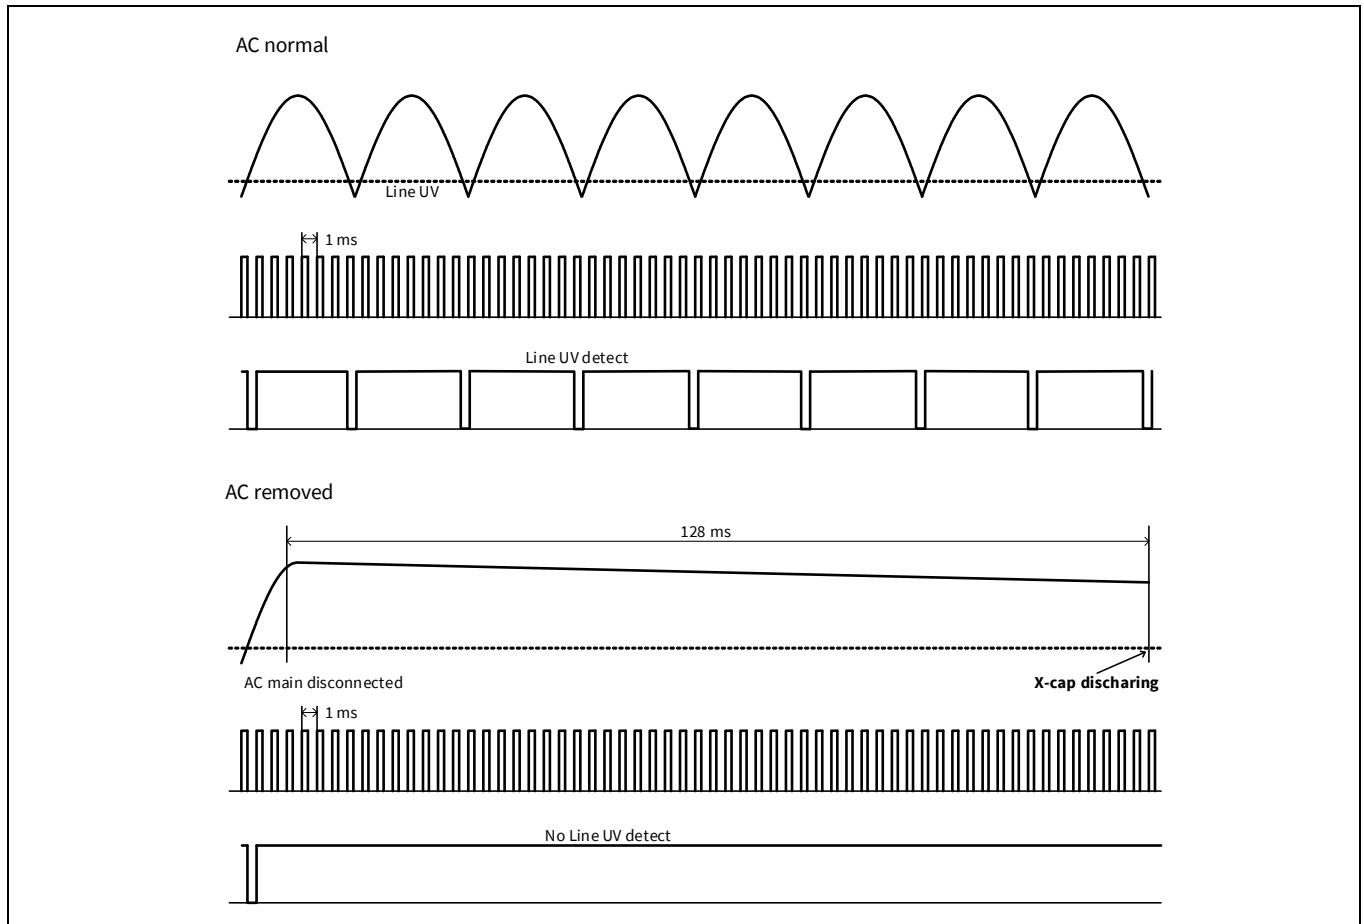 AC normal
Line UV
1 ms
Line UV detect
AC removed
128 ms
AC main disconnected
X-cap discharing
1 ms
No Line UV detect